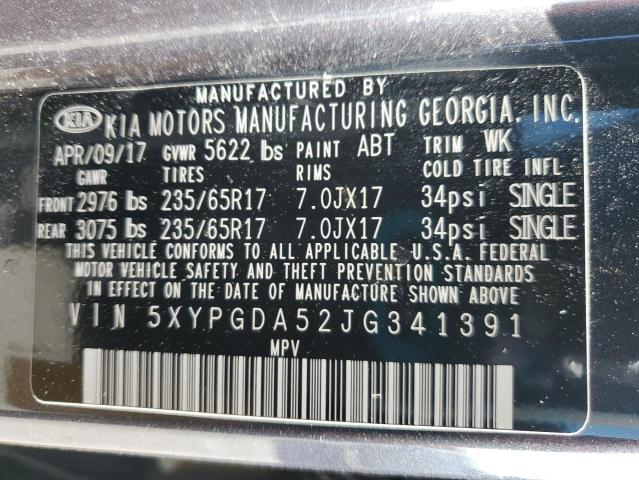 MANUFACTURED BY
KIA KIA MOTORS MANUFACTURING GEORGIA, INC.
APR/09/17 GVWR 5622 lbs PAINT ABT TRIM WK
GAWR TIRES RIMS COLD TIRE INFL
FRONT 2976 lbs 235/65R17 7.0JX17 34psi SINGLE
REAR 3075 lbs 235/65R17 7.0JX17 34psi SINGLE
THIS VEHICLE CONFORMS TO ALL APPLICABLE U.S.A. FEDERAL
MOTOR VEHICLE SAFETY AND THEFT PREVENTION STANDARDS
IN EFFECT ON THE DATE OF MANUFACTURE SHOWN ABOVE
VIN 5XYPGDA52JG341391
MPV